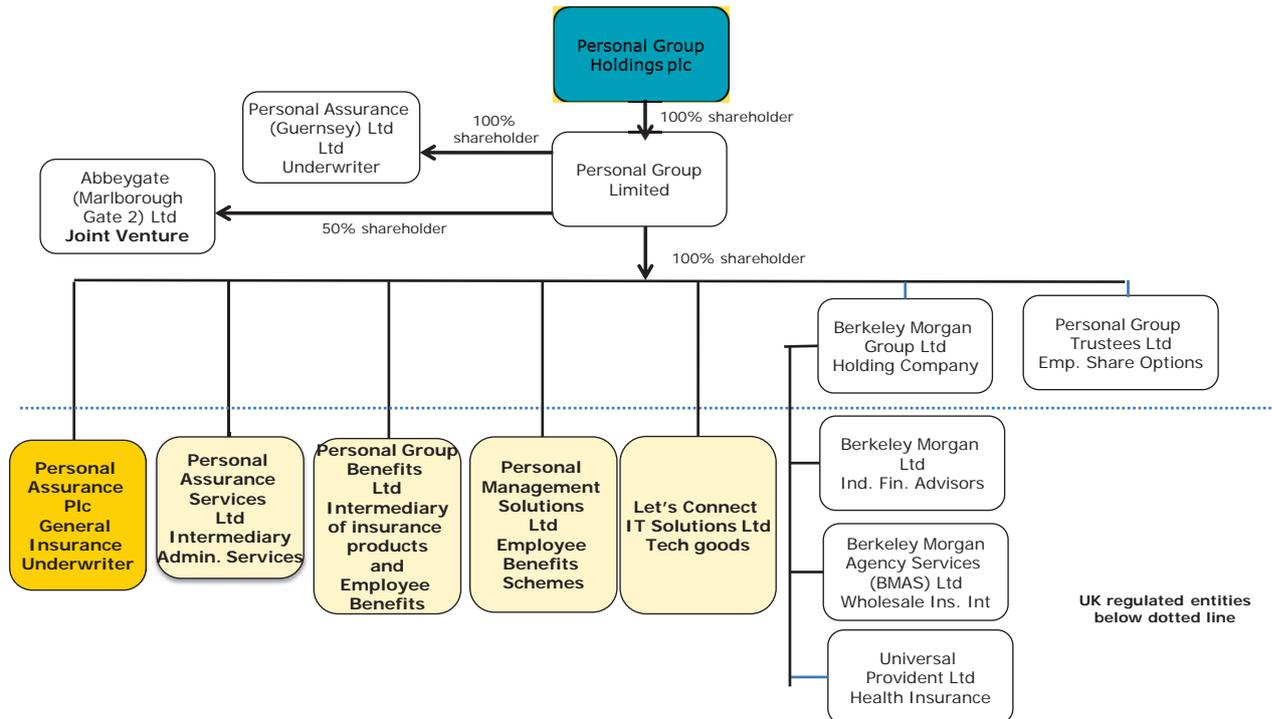 Personal Group
Holdings plc
100% shareholder
Personal Assurance
(Guernsey) Ltd
Ltd
Underwriter
100%
shareholder
Personal Group
Limited
Abbeygate
(Marlborough
Gate 2) Ltd
Joint Venture
50% shareholder
100% shareholder
Berkeley Morgan
Group Ltd
Holding Company
Personal Group
Trustees Ltd
Emp. Share Options
Personal
Assurance
Plc
General
Insurance
Underwriter
Personal
Assurance
Services
Ltd
Intermediary
Admin. Services
Personal Group
Benefits
Ltd
Intermediary
of insurance
products
and
Employee
Benefits
Personal
Management
Solutions
Ltd
Employee
Benefits
Schemes
Let's Connect
IT Solutions Ltd
Tech goods
Berkeley Morgan
Ltd
Ind. Fin. Advisors
Berkeley Morgan
Agency Services
(BMAS) Ltd
Wholesale Ins. Int
Universal
Provident Ltd
Health Insurance
UK regulated entities
below dotted line